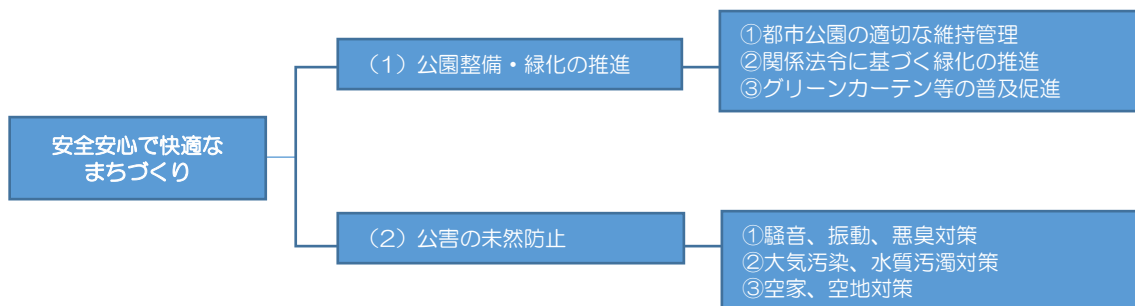 安全安心で快適な
まちづくり
（1）公園整備・緑化の推進
①都市公園の適切な維持管理
②関係法令に基づく緑化の推進
③グリーンカーテン等の普及促進
（2）公害の未然防止
①騒音、振動、悪臭対策
②大気汚染、水質汚濁対策
③空家、空地対策